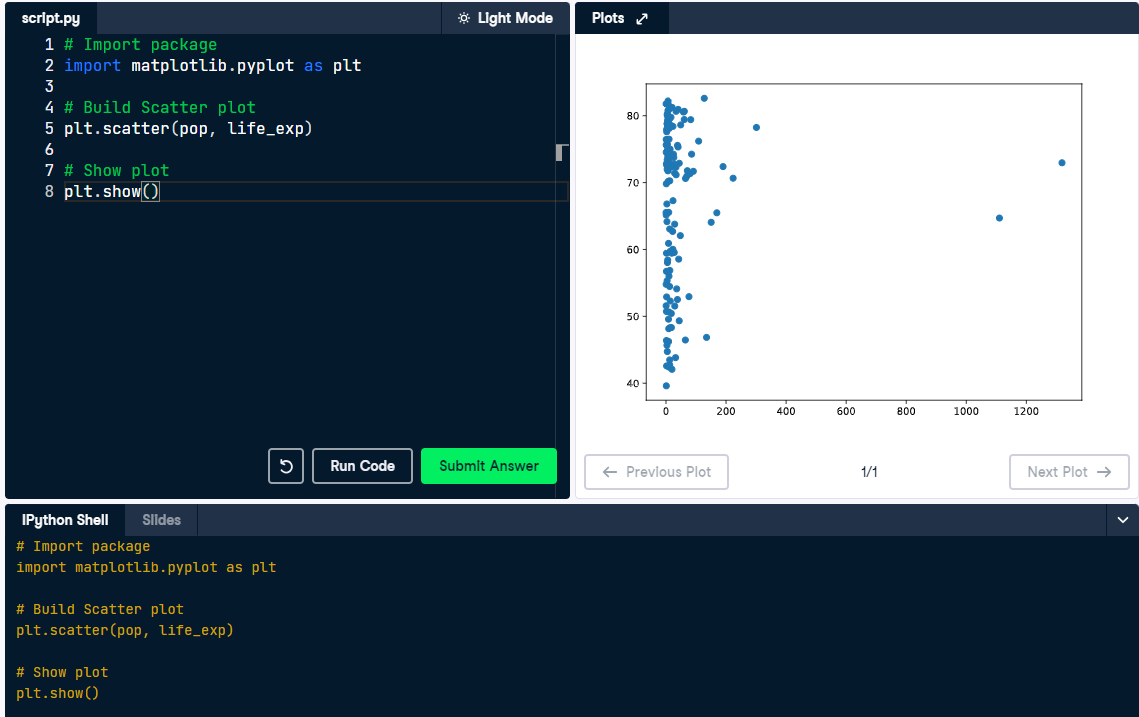 script.py
Light Mode
1 # Import package
2 import matplotlib.pyplot as plt
3
4 # Build Scatter plot
5 plt.scatter(pop, life_exp)
6
7 # Show plot
8 plt.show()
Run Code
Submit Answer
Plots
80
70
60
50
40
0 200 400 600 800 1000 1200
Previous Plot
1/1
Next Plot
IPython Shell
Slides
# Import package
import matplotlib.pyplot as plt
# Build Scatter plot
plt.scatter(pop, life_exp)
# Show plot
plt.show()